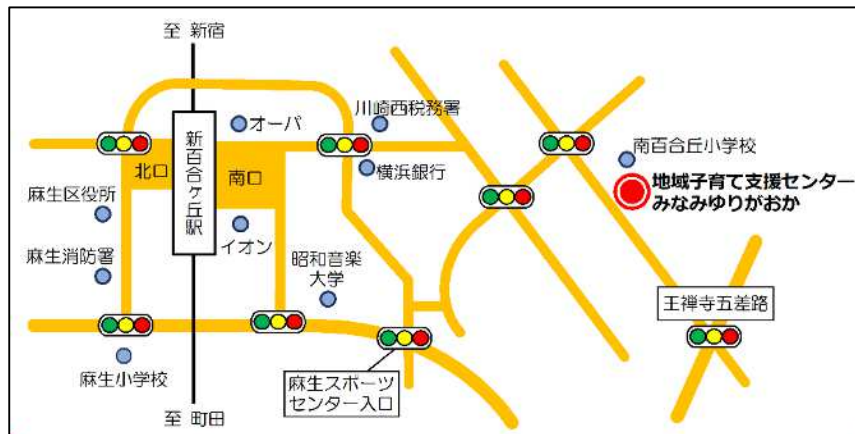 至 新宿
オーパ
川崎西税務署
新百合ヶ丘駅
北口
南口
横浜銀行
南百合丘小学校
地域子育て支援センター
みなみゆりがおか
麻生区役所
イオン
麻生消防署
昭和音楽
大学
王禅寺五差路
麻生小学校
麻生スポーツ
センター入口
至 町田